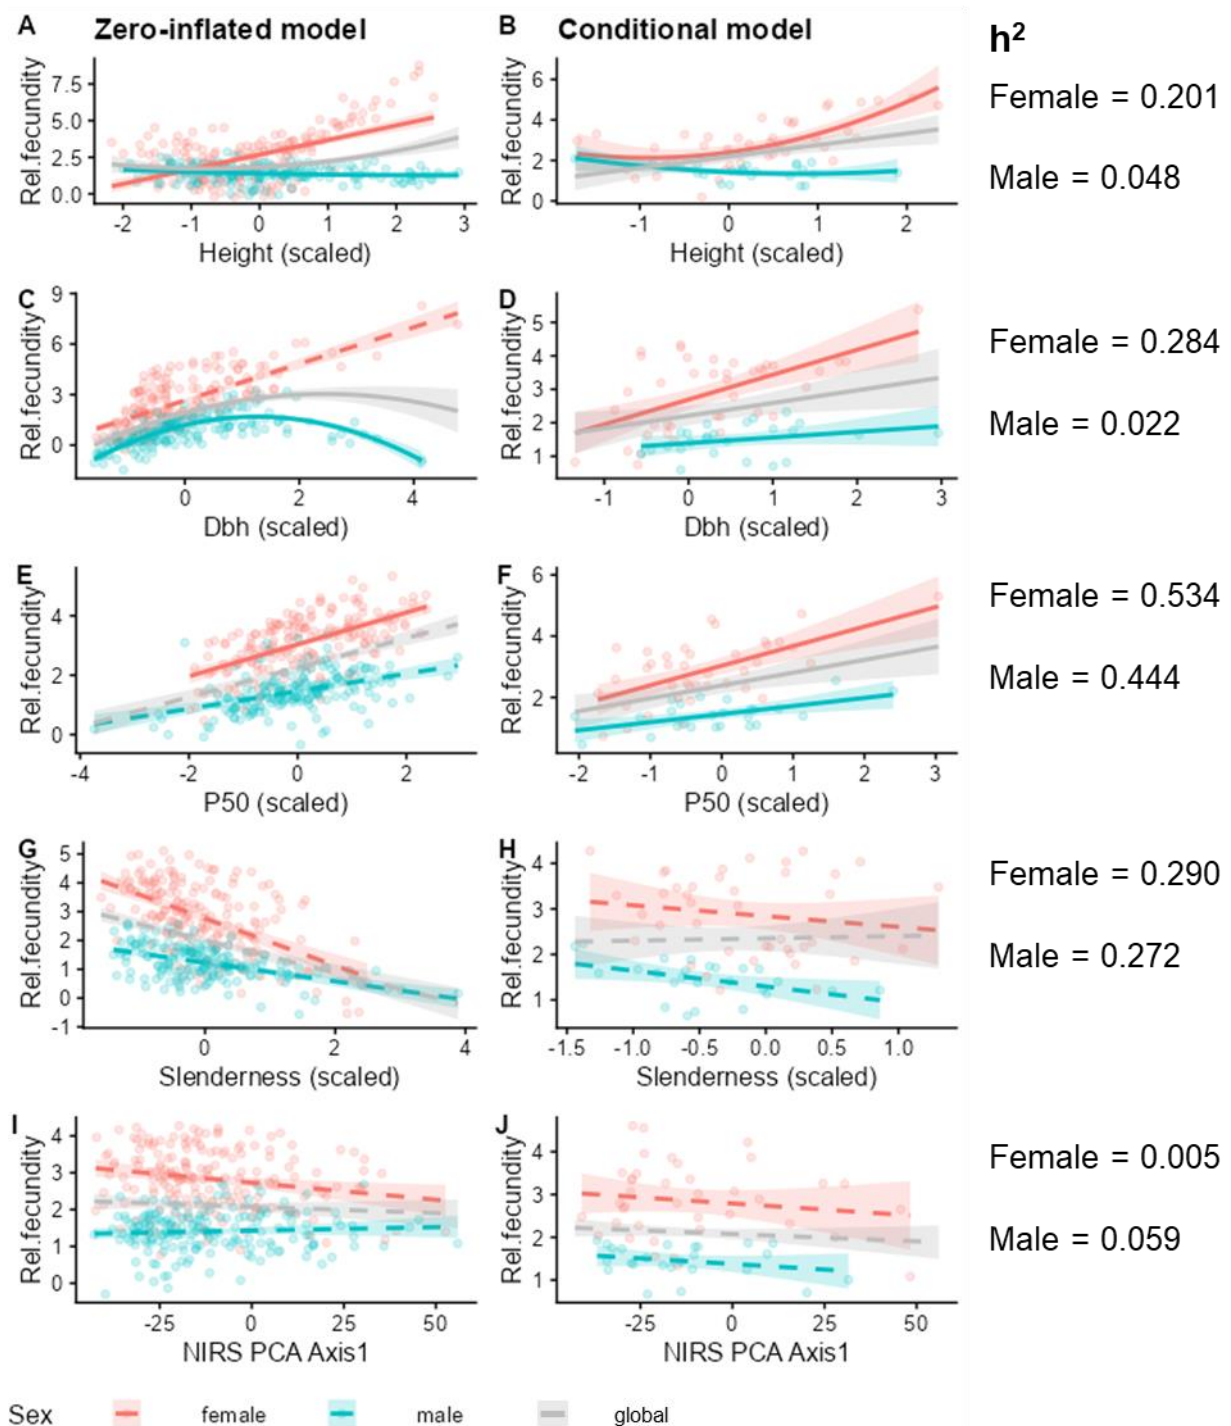 A Zero-inflated model
B Conditional model
h²
Rel.fecundity
7.5
5.0
2.5
0.0
-2 -1 0 1 2 3
Height (scaled)
Rel.fecundity
6
4
2
0
-1 0 1 2
Height (scaled)
Female = 0.201
Male = 0.048
C
Rel.fecundity
9
6
3
0
0 2 4
Dbh (scaled)
D
Rel.fecundity
5
4
3
2
1
-1 0 1 2 3
Dbh (scaled)
Female = 0.284
Male = 0.022
E
Rel.fecundity
4
2
0
-4 -2 0 2
P50 (scaled)
F
Rel.fecundity
6
4
2
-2 -1 0 1 2 3
P50 (scaled)
Female = 0.534
Male = 0.444
G
Rel.fecundity
5
4
3
2
1
0
-1
0 2 4
Slenderness (scaled)
H
Rel.fecundity
4
3
2
1
-1.5 -1.0 -0.5 0.0 0.5 1.0
Slenderness (scaled)
Female = 0.290
Male = 0.272
I
Rel.fecundity
4
3
2
1
0
-25 0 25 50
NIRS PCA Axis1
J
Rel.fecundity
4
3
2
1
-25 0 25 50
NIRS PCA Axis1
Female = 0.005
Male = 0.059
Sex female male global